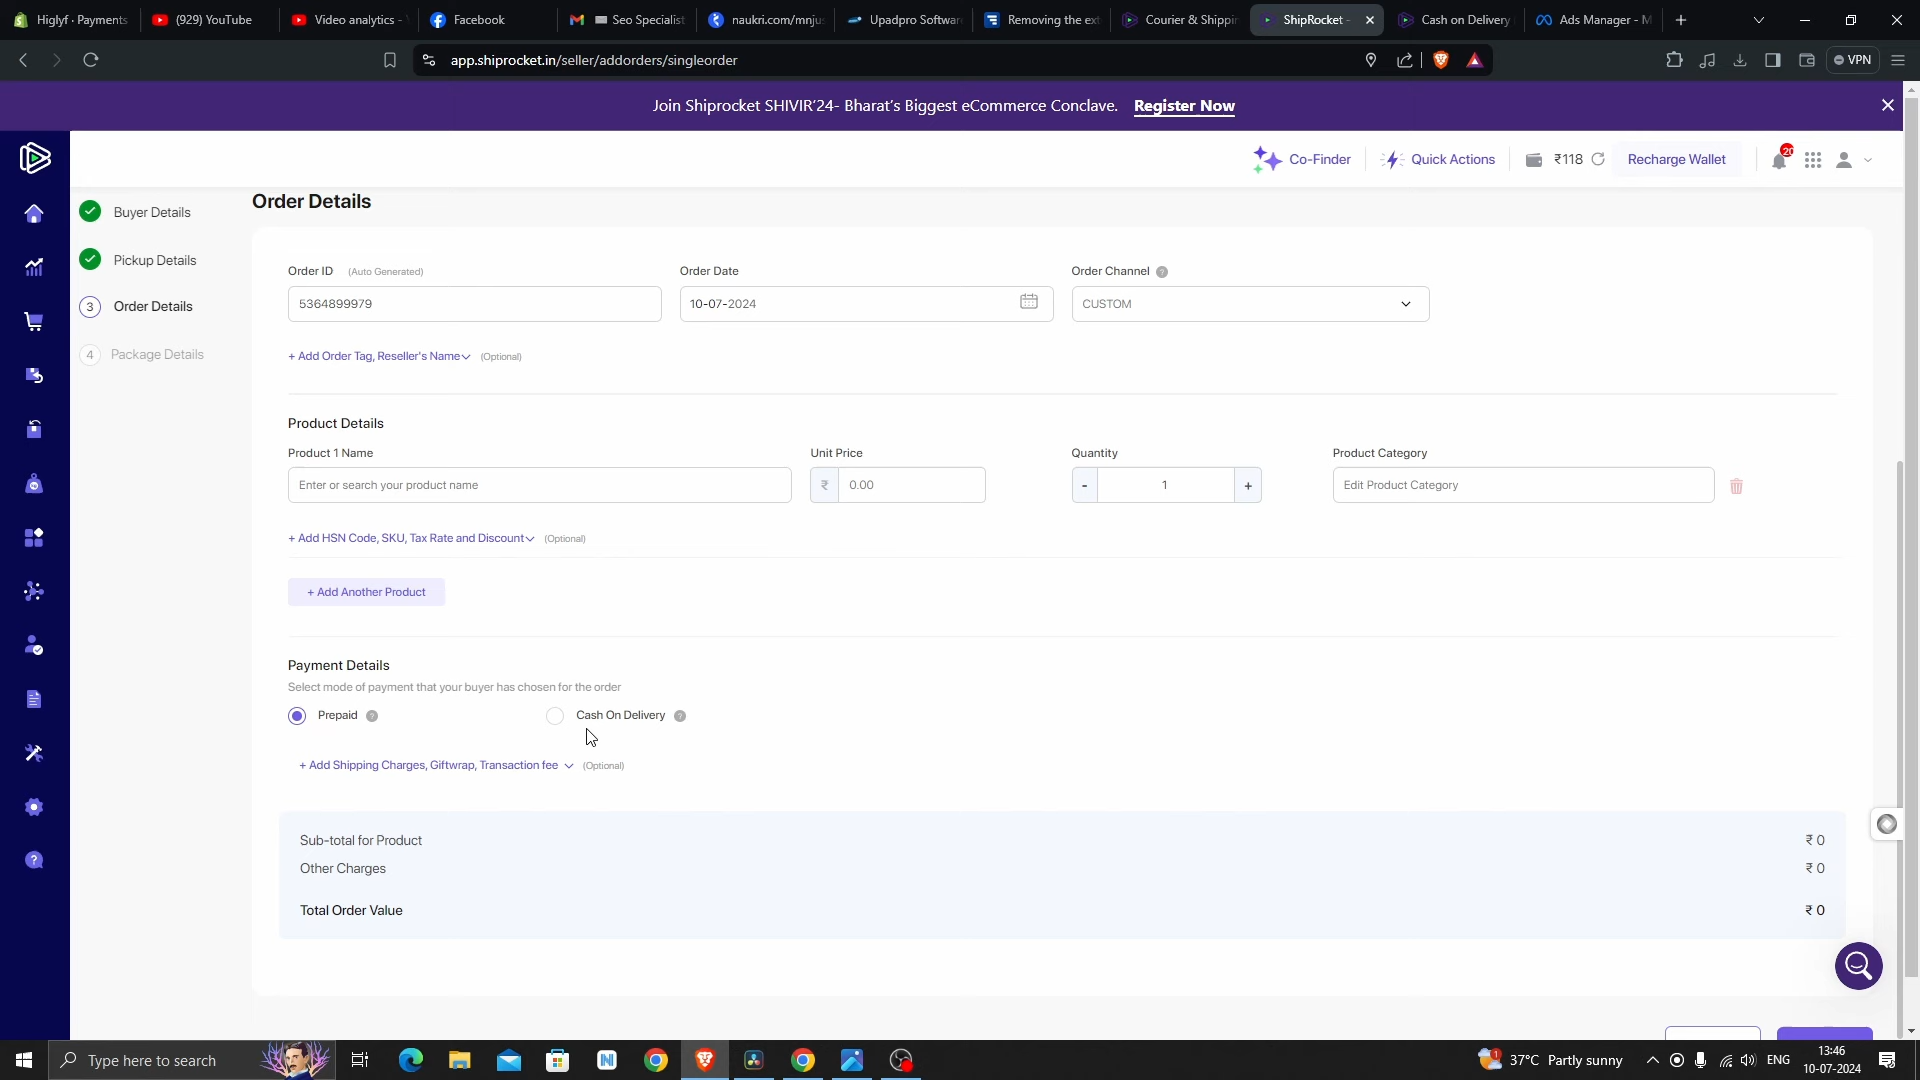 Higlyf · Payments
(929) YouTube
Video analytics -
Facebook
Seo Specialist
naukri.com/mnju
Upadpro Softwar
Removing the ext
Courier & Shippi
ShipRocket -
Cash on Delivery
Ads Manager - M
app.shiprocket.in/seller/addorders/singleorder
VPN
Join Shiprocket SHIVIR'24- Bharat's Biggest eCommerce Conclave. Register Now
Co-Finder
Quick Actions
₹118
Recharge Wallet
20
Buyer Details
Pickup Details
3 Order Details
4 Package Details
Order Details
Order ID (Auto Generated)
Order Date
Order Channel ?
5364899979
10-07-2024
CUSTOM
+ Add Order Tag, Reseller's Name (Optional)
Product Details
Product 1 Name
Unit Price
Quantity
Product Category
Enter or search your product name
₹ 0.00
- 1 +
Edit Product Category
+ Add HSN Code, SKU, Tax Rate and Discount (Optional)
+ Add Another Product
Payment Details
Select mode of payment that your buyer has chosen for the order
Prepaid ?
Cash On Delivery ?
+ Add Shipping Charges, Giftwrap, Transaction fee (Optional)
Sub-total for Product ₹ 0
Other Charges ₹ 0
Total Order Value ₹ 0
Type here to search
1
37°C Partly sunny
ENG
13:46
10-07-2024